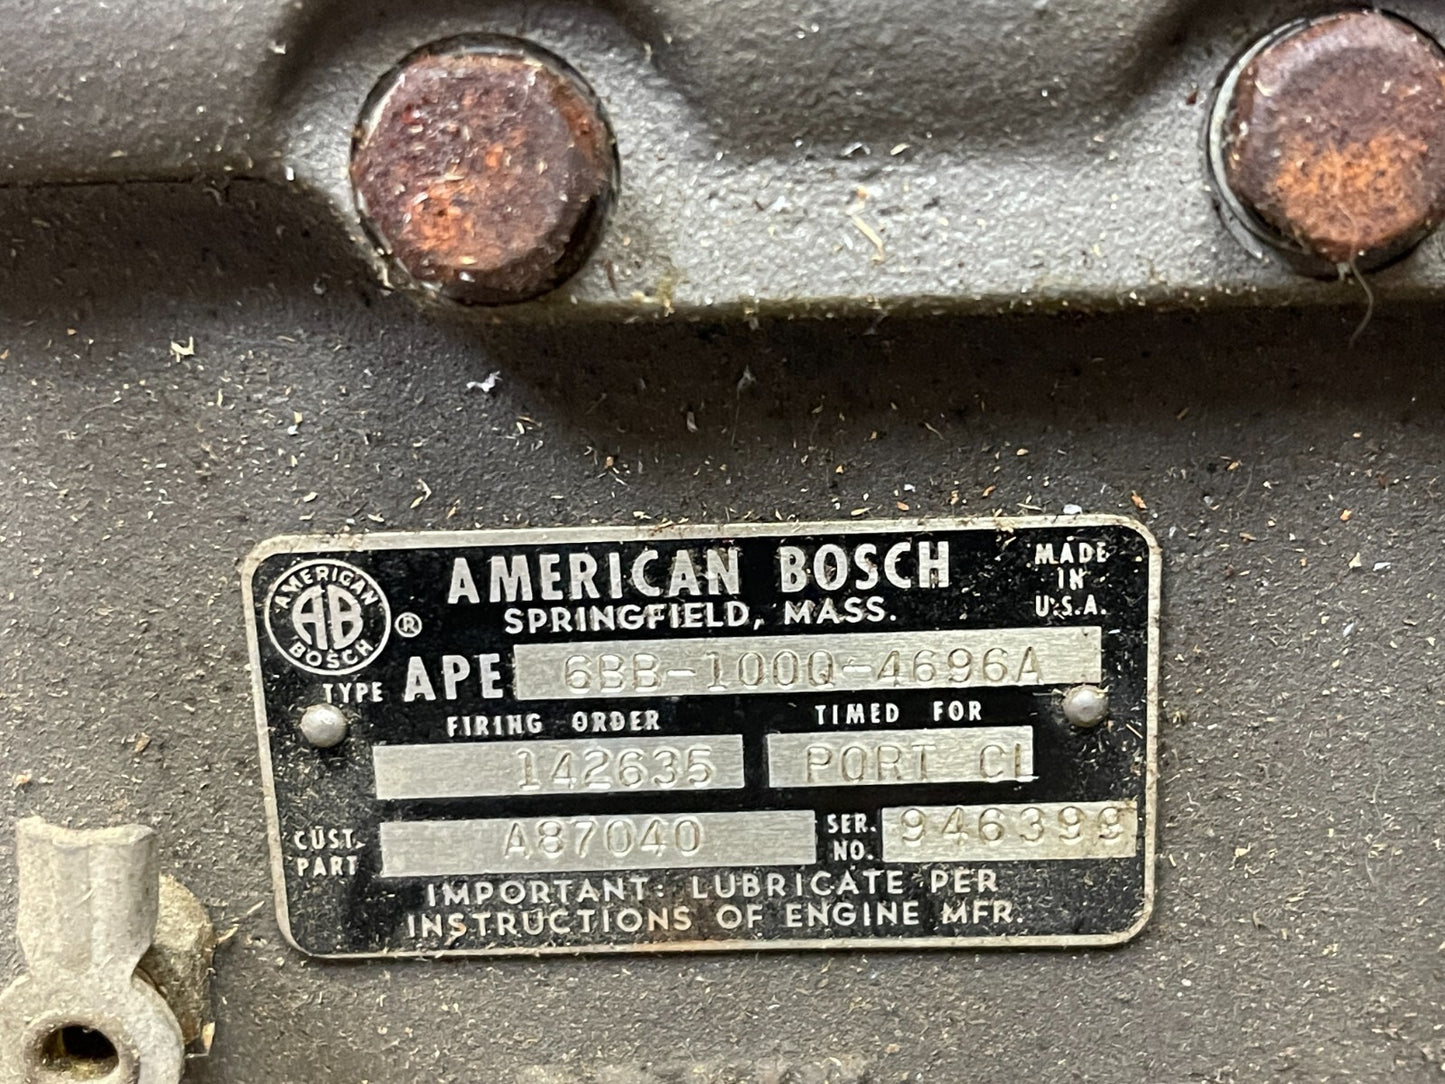 AMERICAN BOSCH
SPRINGFIELD, MASS.
MADE
IN
U.S.A.
AMERICAN
AB
BOSCH
®
TYPE APE 6BB-100Q-4696A
FIRING ORDER
142635
TIMED FOR
PORT CL
CUST.
PART
A87040
SER.
NO.
946399
IMPORTANT: LUBRICATE PER
INSTRUCTIONS OF ENGINE MFR.